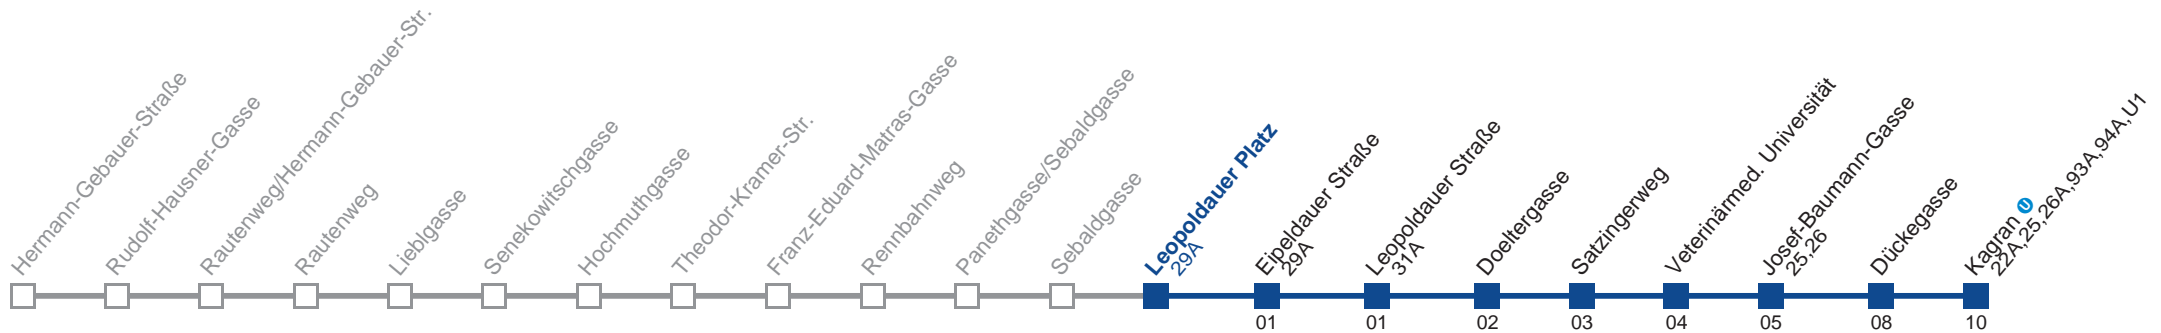 Hermann-Gebauer-Straße
Rudolf-Hausner-Gasse
Rautenweg/Hermann-Gebauer-Str.
Rautenweg
Lieblgasse
Senekowitschgasse
Hochmuthgasse
Theodor-Kramer-Str.
Franz-Eduard-Matras-Gasse
Rennbahnweg
Panethgasse/Sebaldgasse
Sebaldgasse
Leopoldauer Platz
29A
Eipeldauer Straße
29A
Leopoldauer Straße
31A
Doeltergasse
Satzingerweg
Veterinärmed. Universität
Josef-Baumann-Gasse
25,26
Dückegasse
Kagran U
22A,25,26A,93A,94A,U1
01 01 02 03 04 05 08 10